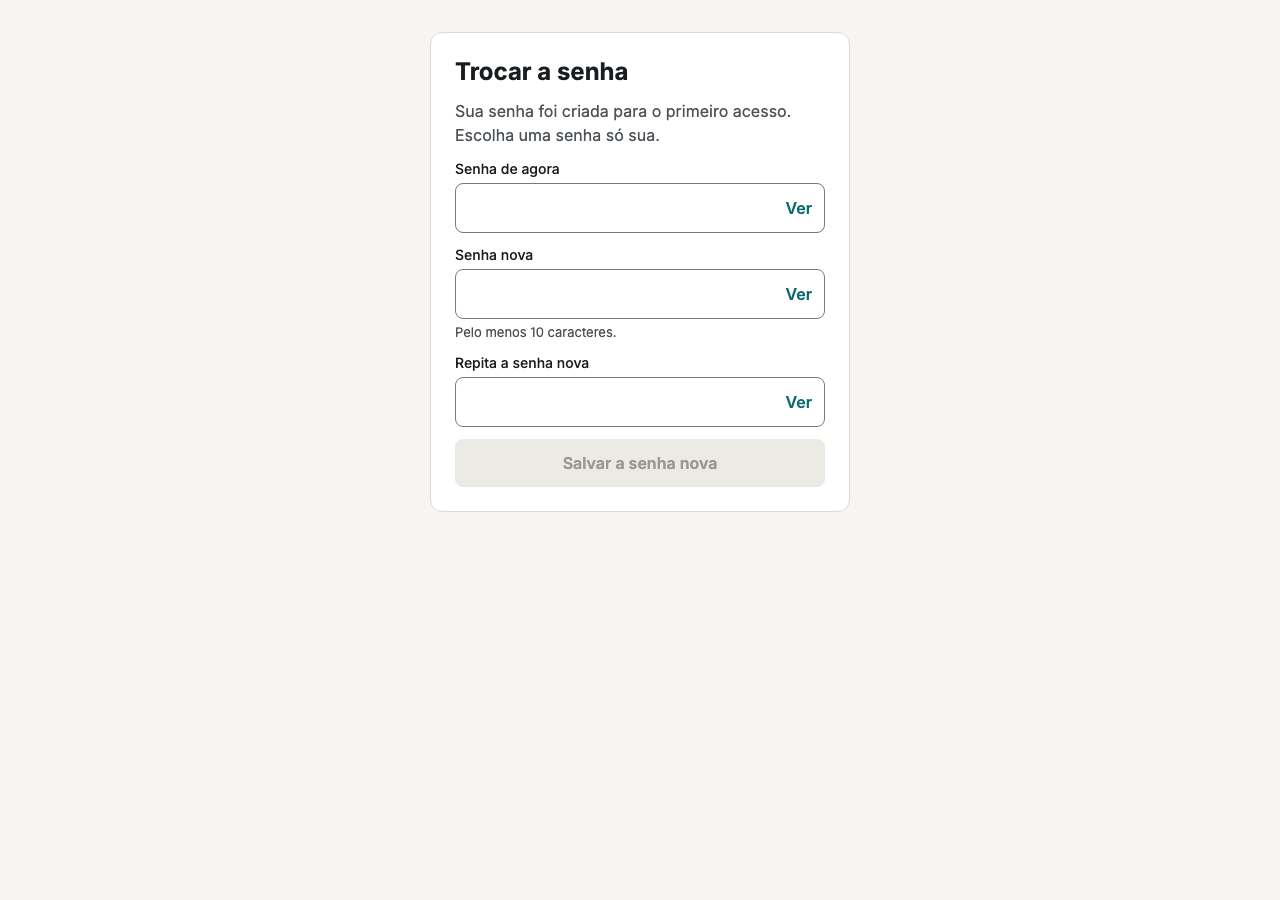 Trocar a senha
Sua senha foi criada para o primeiro acesso.
Escolha uma senha só sua.
Senha de agora
Ver
Senha nova
Ver
Pelo menos 10 caracteres.
Repita a senha nova
Ver
Salvar a senha nova